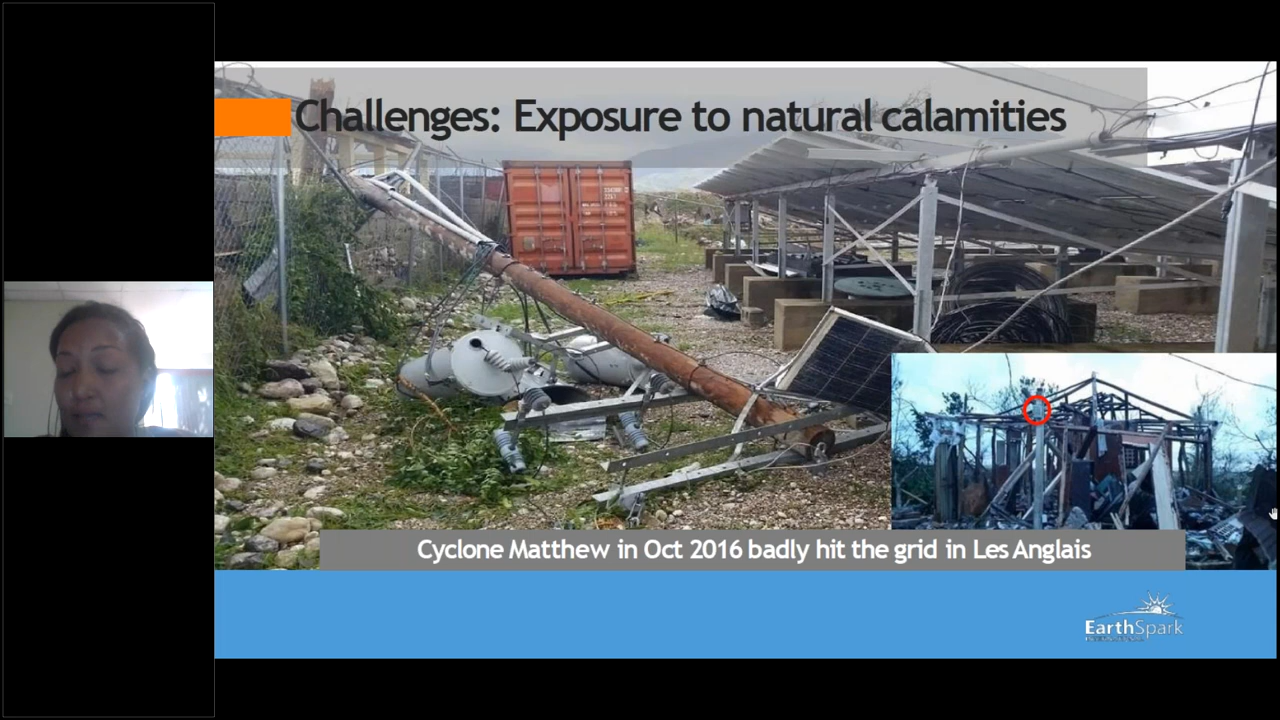 Challenges: Exposure to natural calamities
Cyclone Matthew in Oct 2016 badly hit the grid in Les Anglais
EarthSpark